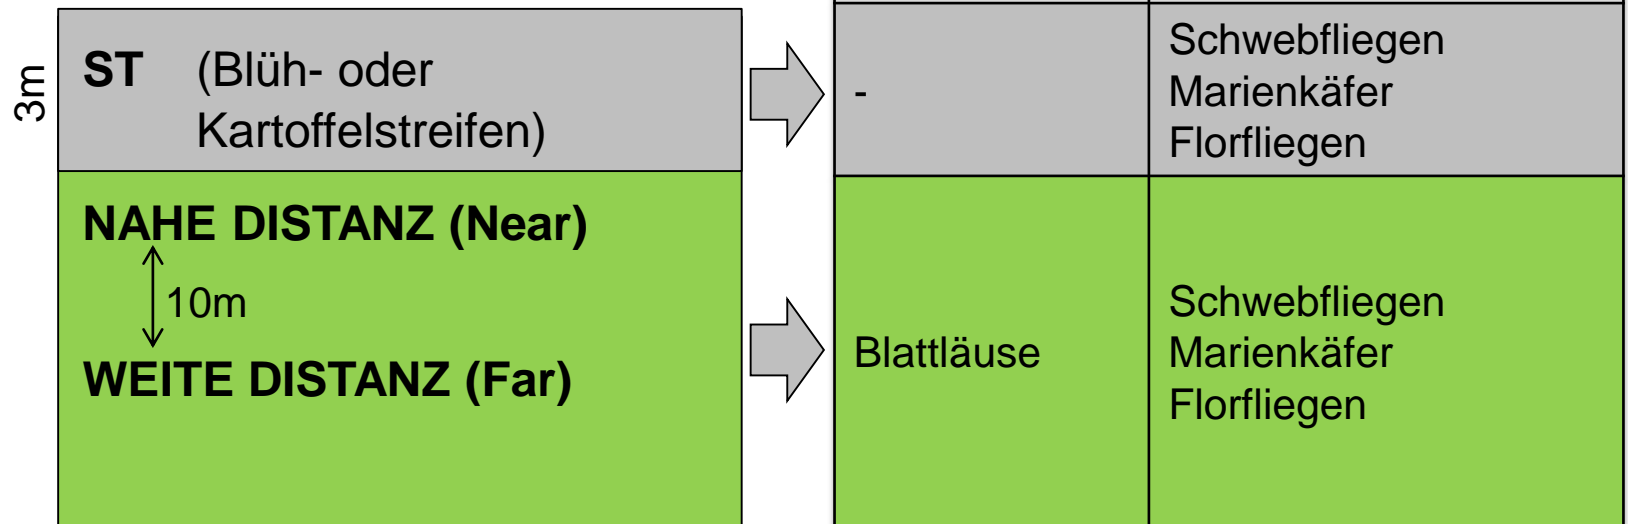 3m
ST (Blüh- oder
Kartoffelstreifen)
-
Schwebfliegen
Marienkäfer
Florfliegen
NAHE DISTANZ (Near)
10m
WEITE DISTANZ (Far)
Blattläuse
Schwebfliegen
Marienkäfer
Florfliegen